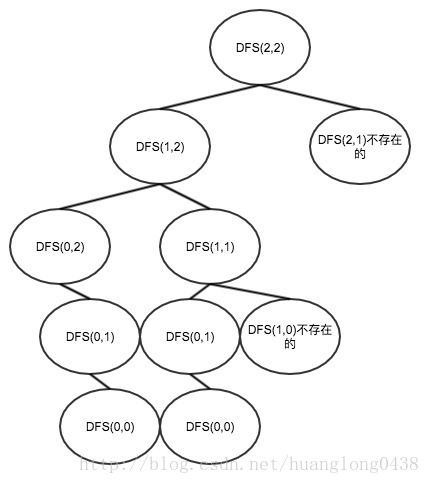 DFS(2,2)
DFS(1,2)
DFS(2,1)不存在
的
DFS(0,2)
DFS(1,1)
DFS(0,1)
DFS(0,1)
DFS(1,0)不存在
的
DFS(0,0)
DFS(0,0)
http://blog.csdn.net/huanglong0438